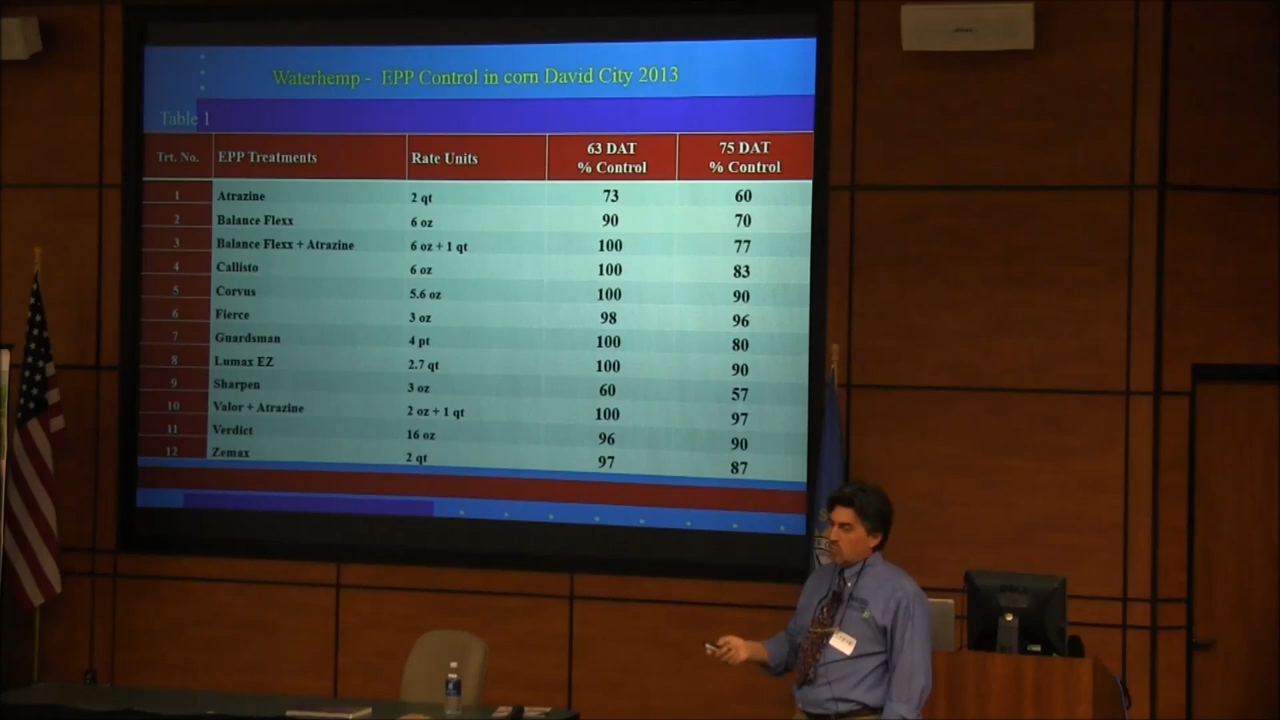 Waterhemp - EPP Control in corn David City 2013
Table 1
Trt. No. EPP Treatments Rate Units 63 DAT % Control 75 DAT % Control
1 Atrazine 2 qt 73 60
2 Balance Flexx 6 oz 90 70
3 Balance Flexx + Atrazine 6 oz + 1 qt 100 77
4 Callisto 6 oz 100 83
5 Corvus 5.6 oz 100 90
6 Fierce 3 oz 98 96
7 Guardsman 4 pt 100 80
8 Lumax EZ 2.7 qt 100 90
9 Sharpen 3 oz 60 57
10 Valor + Atrazine 2 oz + 1 qt 100 97
11 Verdict 16 oz 96 90
12 Zemax 2 qt 97 87